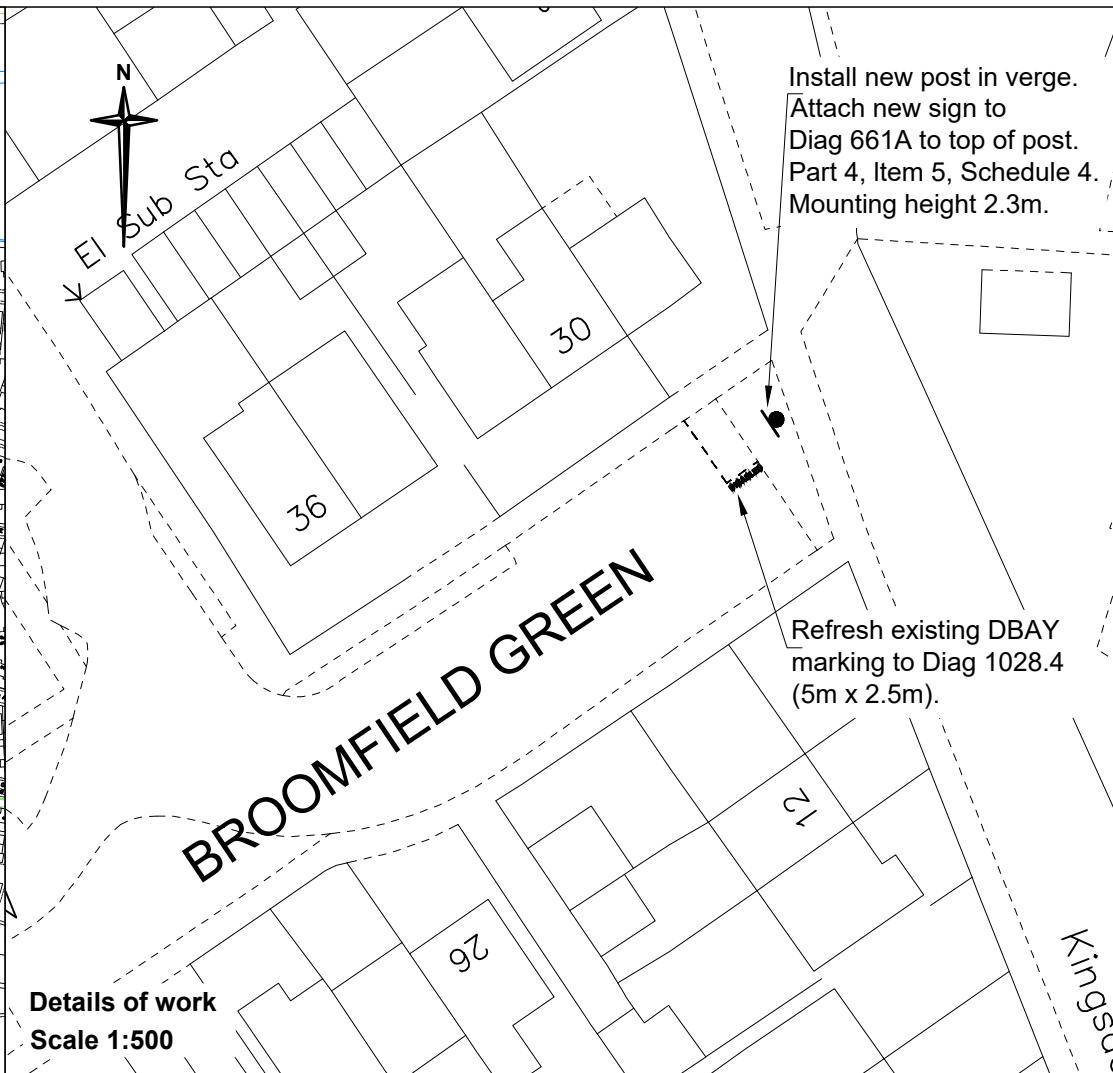 N
Install new post in verge.
Attach new sign to
Diag 661A to top of post.
Part 4, Item 5, Schedule 4.
Mounting height 2.3m.
El Sub Sta
30
36
BROOMFIELD GREEN
Refresh existing DBAY
marking to Diag 1028.4
(5m x 2.5m).
12
26
Details of work
Scale 1:500